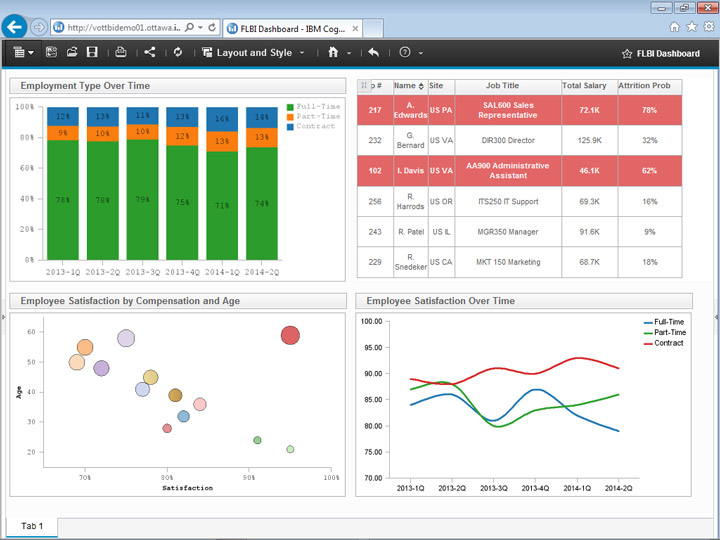 http://vottbidemo01.ottawa.i...
FLBI Dashboard - IBM Cog...
Layout and Style
FLBI Dashboard
Employment Type Over Time
100%
80%
60%
40%
20%
0%
12% 13% 11% 13% 16% 14%
9% 10% 10% 12% 13% 13%
78% 78% 79% 75% 71% 74%
2013-1Q 2013-2Q 2013-3Q 2013-4Q 2014-1Q 2014-2Q
Full-Time
Part-Time
Contract
# Name Site Job Title Total Salary Attrition Prob
217 A. Edwards US PA SAL600 Sales Representative 72.1K 78%
232 G. Bernard US VA DIR300 Director 125.9K 32%
102 I. Davis US VA AA900 Administrative Assistant 46.1K 62%
256 R. Harrods US OR ITS250 IT Support 69.3K 16%
243 R. Patel US IL MGR350 Manager 91.6K 9%
229 R. Snedeker US CA MKT 150 Marketing 68.7K 18%
Employee Satisfaction by Compensation and Age
Age
60
50
40
30
20
70% 80% 90% 100%
Satisfaction
Employee Satisfaction Over Time
100.00
95.00
90.00
85.00
80.00
75.00
70.00
2013-1Q 2013-2Q 2013-3Q 2013-4Q 2014-1Q 2014-2Q
Full-Time
Part-Time
Contract
Tab 1